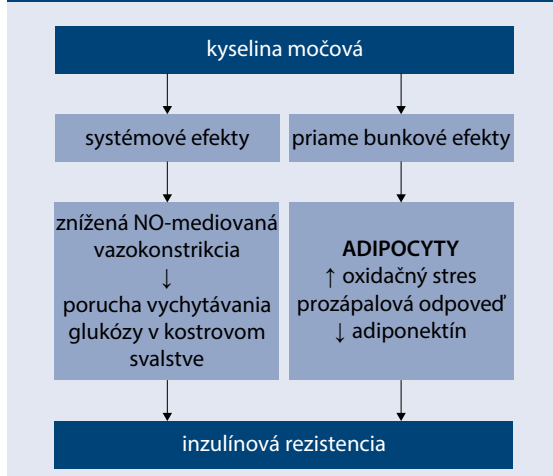 kyselina močová
systémové efekty
priame bunkové efekty
znížená NO-mediovaná
vazokonstrikcia
↓
porucha vychytávania
glukózy v kostrovom
svalstve
ADIPOCYTY
↑ oxidačný stres
prozápalová odpoveď
↓ adiponektín
inzulínová rezistencia